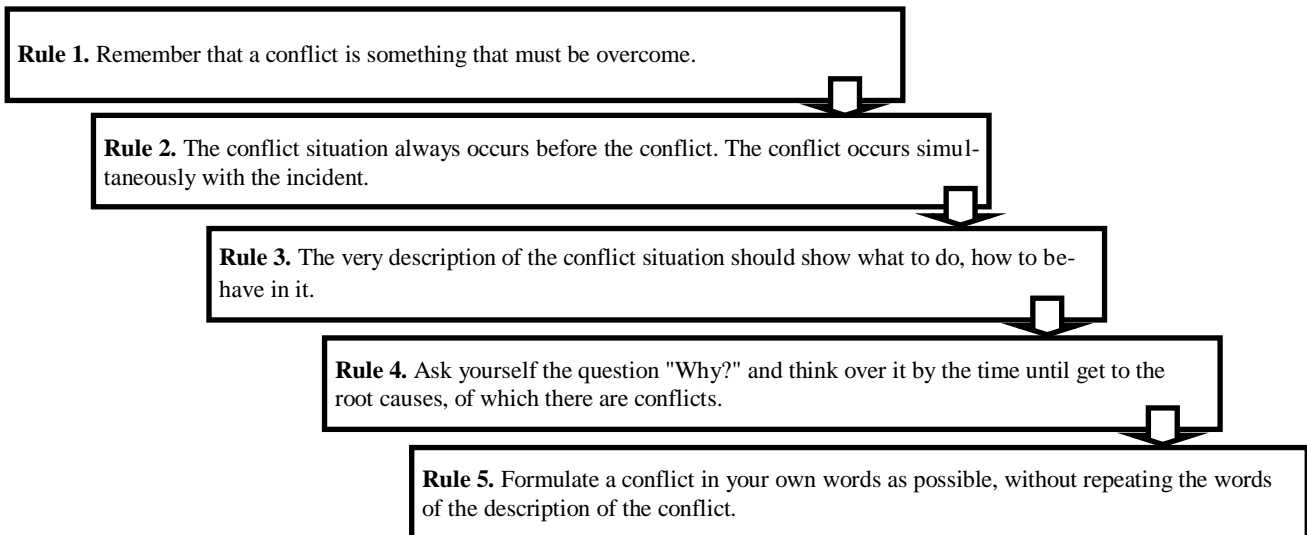 Rule 1. Remember that a conflict is something that must be overcome.
Rule 2. The conflict situation always occurs before the conflict. The conflict occurs simul-
taneously with the incident.
Rule 3. The very description of the conflict situation should show what to do, how to be-
have in it.
Rule 4. Ask yourself the question "Why?" and think over it by the time until get to the
root causes, of which there are conflicts.
Rule 5. Formulate a conflict in your own words as possible, without repeating the words
of the description of the conflict.